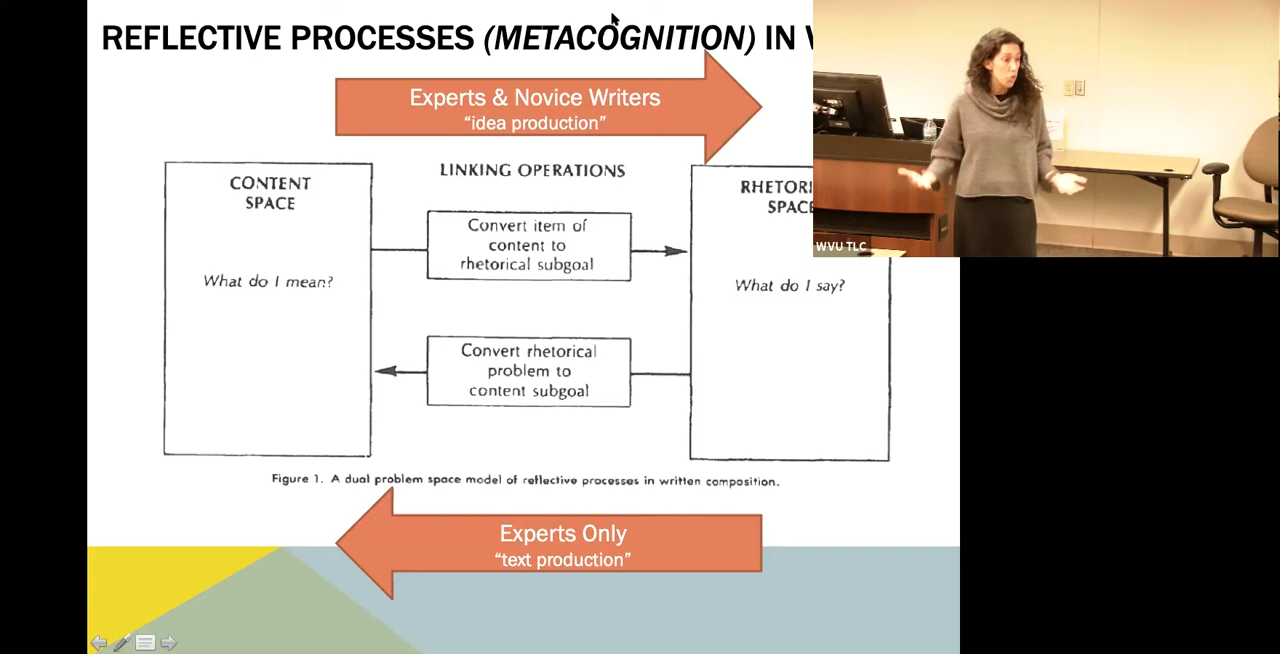 REFLECTIVE PROCESSES (METACOGNITION) IN
Experts & Novice Writers
"idea production"
CONTENT
SPACE
What do I mean?
LINKING OPERATIONS
Convert item of
content to
rhetorical subgoal
Convert rhetorical
problem to
content subgoal
What do I say?
WVU TLC
Figure 1. A dual problem space model of reflective processes in written composition.
Experts Only
"text production"